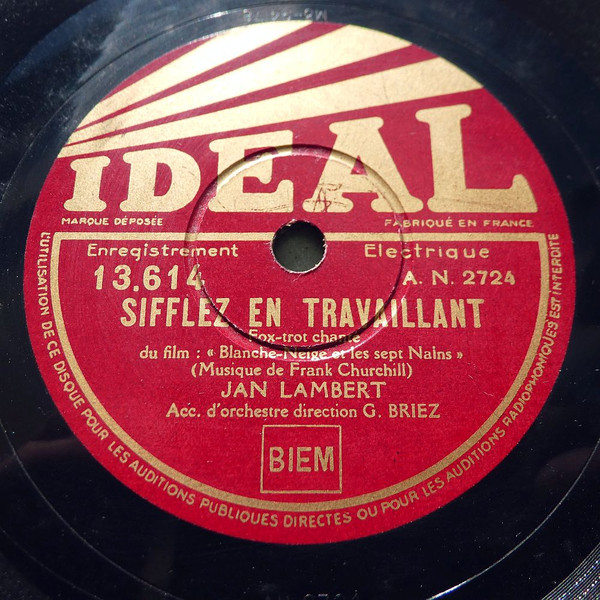 IDEAL
MARQUE DÉPOSÉE
FABRIQUÉ EN FRANCE
Enregistrement Electrique
13.614 A. N. 2724
SIFFLEZ EN TRAVAILLANT
Fox-trot chanté
du film : « Blanche-Neige et les sept Nains »
(Musique de Frank Churchill)
JAN LAMBERT
Acc. d'orchestre direction G. BRIEZ
BIEM
L'UTILISATION DE CE DISQUE POUR LES AUDITIONS PUBLIQUES DIRECTES OU POUR LES AUDITIONS RADIOPHONIQUES EST INTERDITE